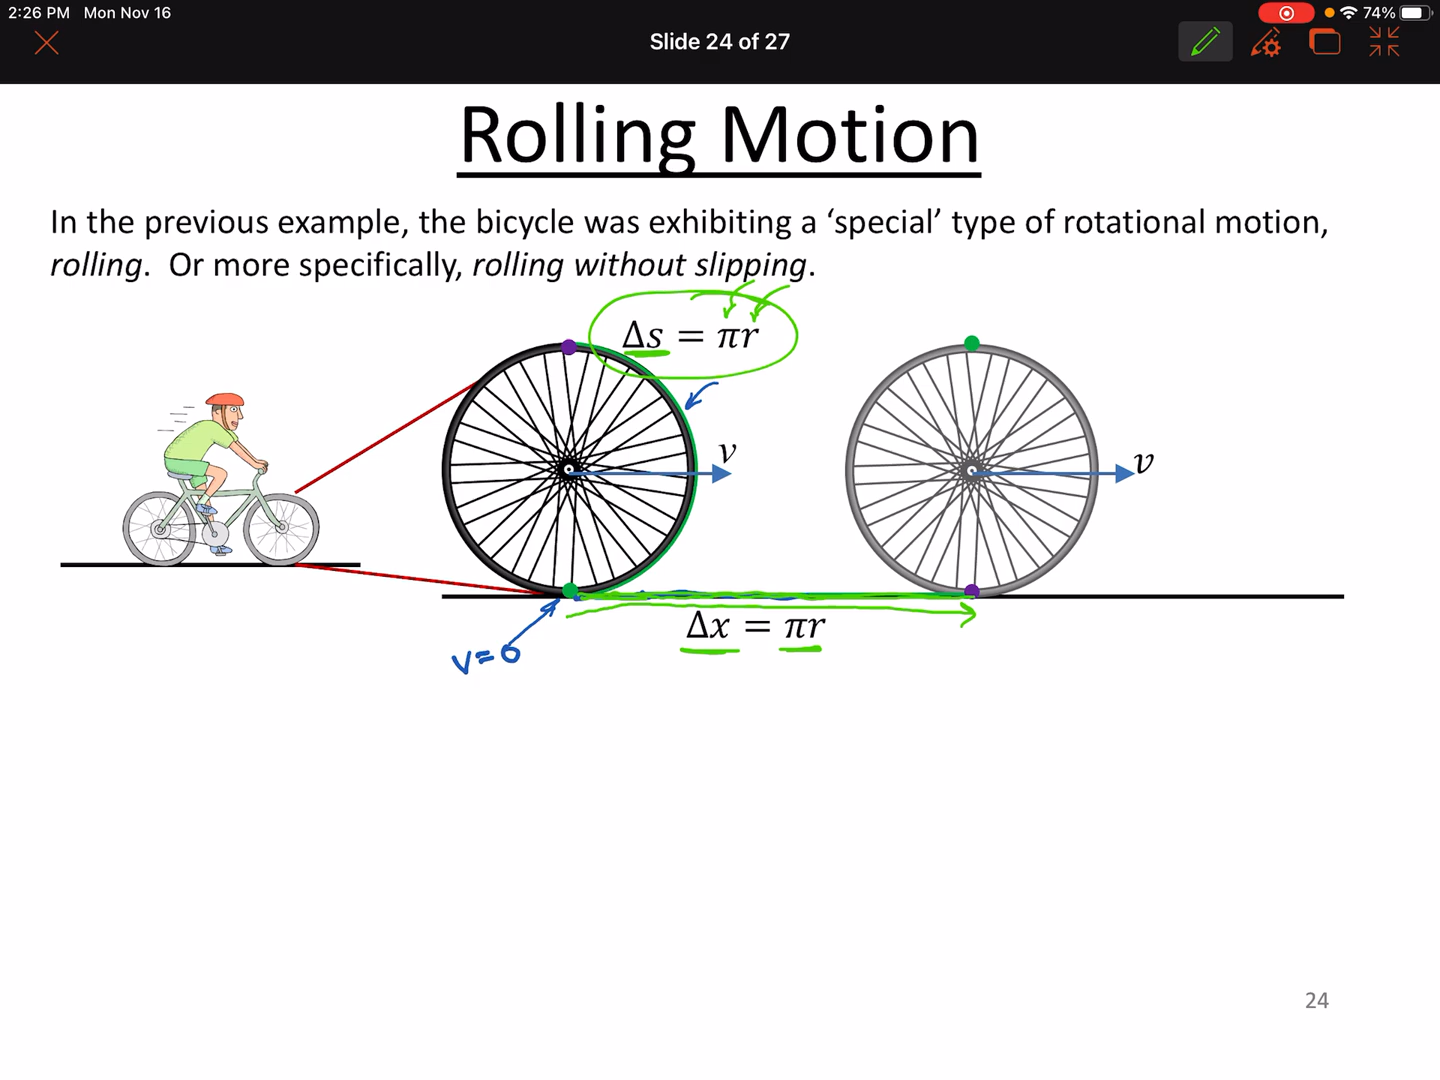 2:26 PM Mon Nov 16
74%
Slide 24 of 27
Rolling Motion
In the previous example, the bicycle was exhibiting a ‘special’ type of rotational motion,
rolling. Or more specifically, rolling without slipping.
Δs = πr
v
v
Δx = πr
v=0
24